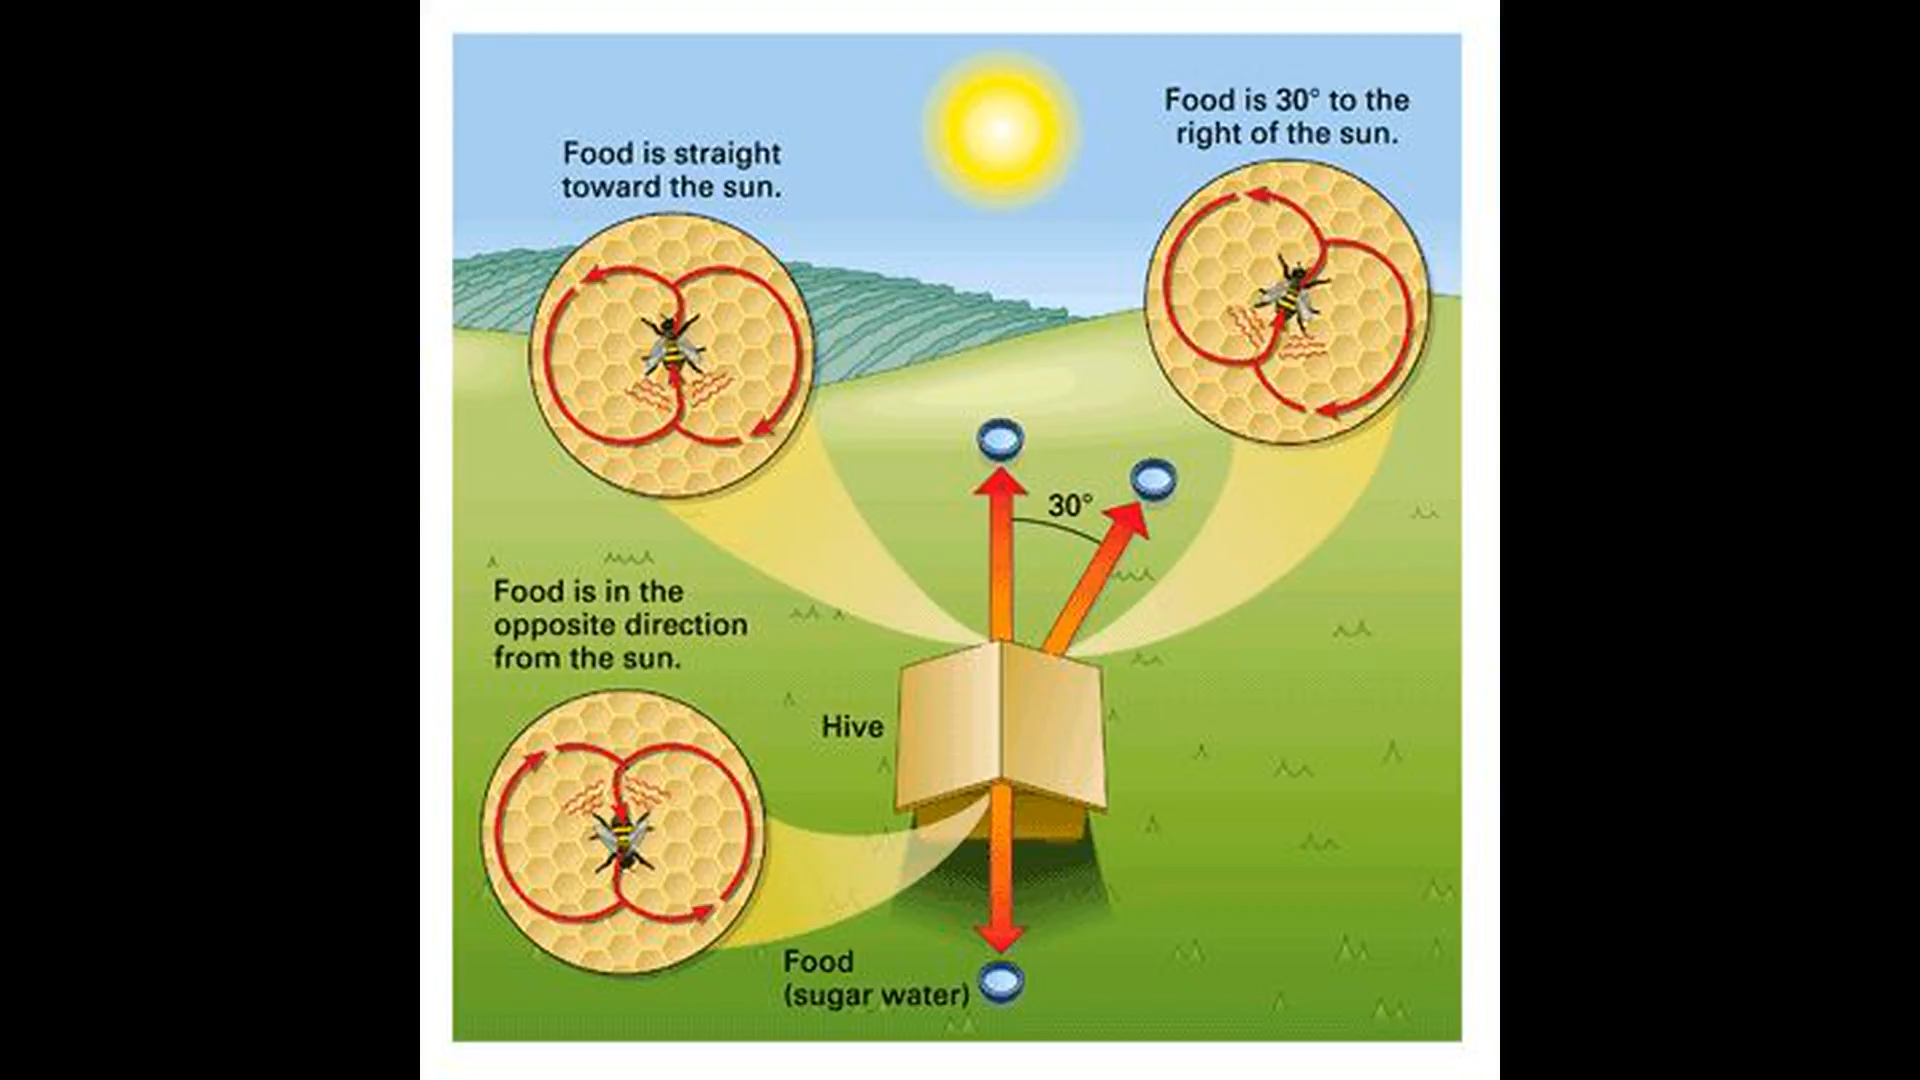 Food is straight
toward the sun.
Food is 30° to the
right of the sun.
30°
Food is in the
opposite direction
from the sun.
Hive
Food
(sugar water)